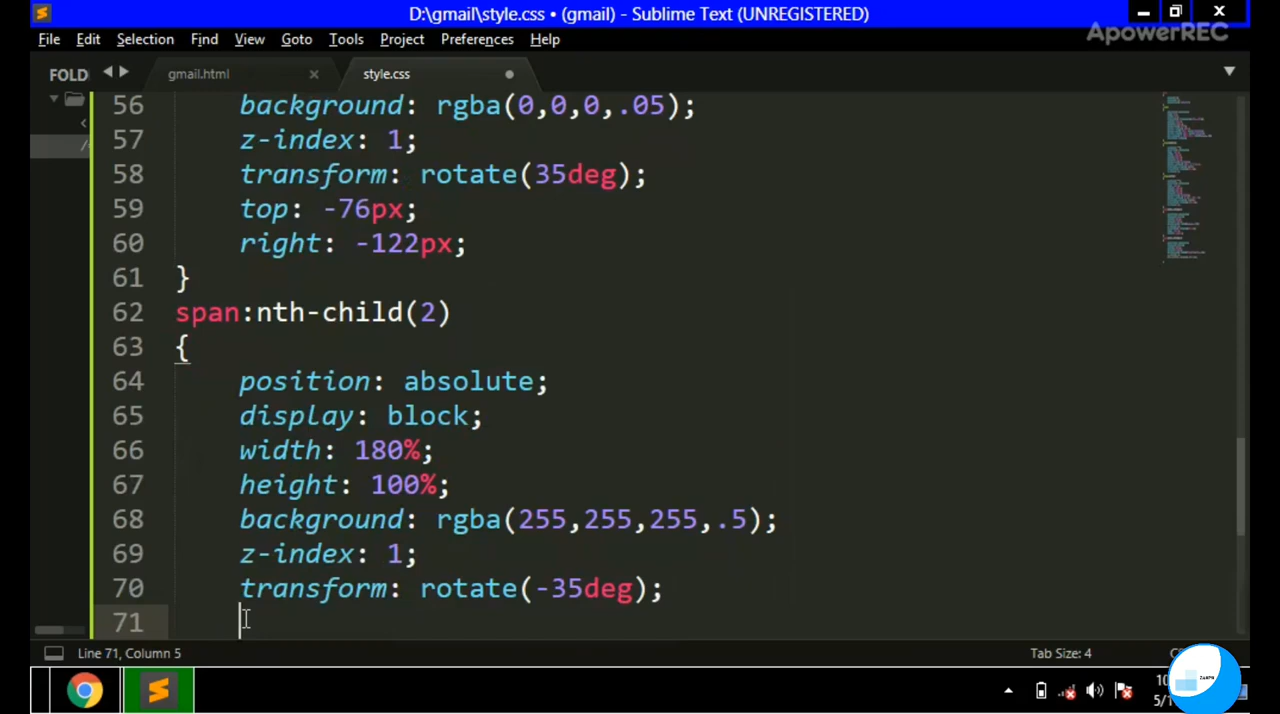 D:\gmail\style.css • (gmail) - Sublime Text (UNREGISTERED)
ApowerREC
File Edit Selection Find View Goto Tools Project Preferences Help
FOLD gmail.html style.css
56 background: rgba(0,0,0,.05);
57 z-index: 1;
58 transform: rotate(35deg);
59 top: -76px;
60 right: -122px;
61 }
62 span:nth-child(2)
63 {
64 position: absolute;
65 display: block;
66 width: 180%;
67 height: 100%;
68 background: rgba(255,255,255,.5);
69 z-index: 1;
70 transform: rotate(-35deg);
71
Line 71, Column 5 Tab Size: 4